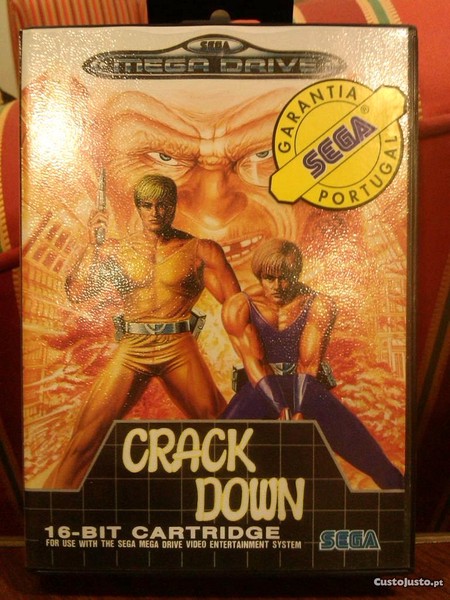 SEGA
MEGA DRIVE
GARANTIA
SEGA®
PORTUGAL
CRACK
DOWN
16-BIT CARTRIDGE
FOR USE WITH THE SEGA MEGA DRIVE VIDEO ENTERTAINMENT SYSTEM
SEGA
CustoJusto.pt